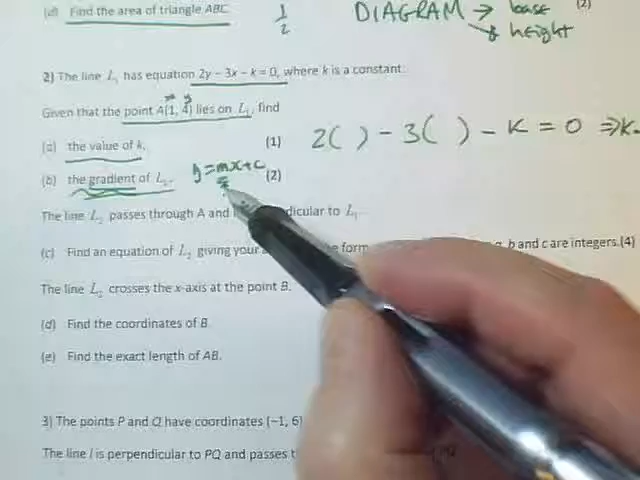 (d) Find the area of triangle ABC. 1/2 DIAGRAM → base (2)
→ height
2) The line L₁ has equation 2y − 3x − k = 0, where k is a constant.
x y
Given that the point A(1, 4) lies on L₁, find
(a) the value of k, (1) 2( ) − 3( ) − K = 0 ⇒ K
(b) the gradient of L₁. y = mx + c (2)
The line L₂ passes through A and dicular to L₁.
(c) Find an equation of L₂ giving your the form b and c are integers.(4)
The line L₂ crosses the x-axis at the point B.
(d) Find the coordinates of B.
(e) Find the exact length of AB.
3) The points P and Q have coordinates (−1, 6)
The line l is perpendicular to PQ and passes t